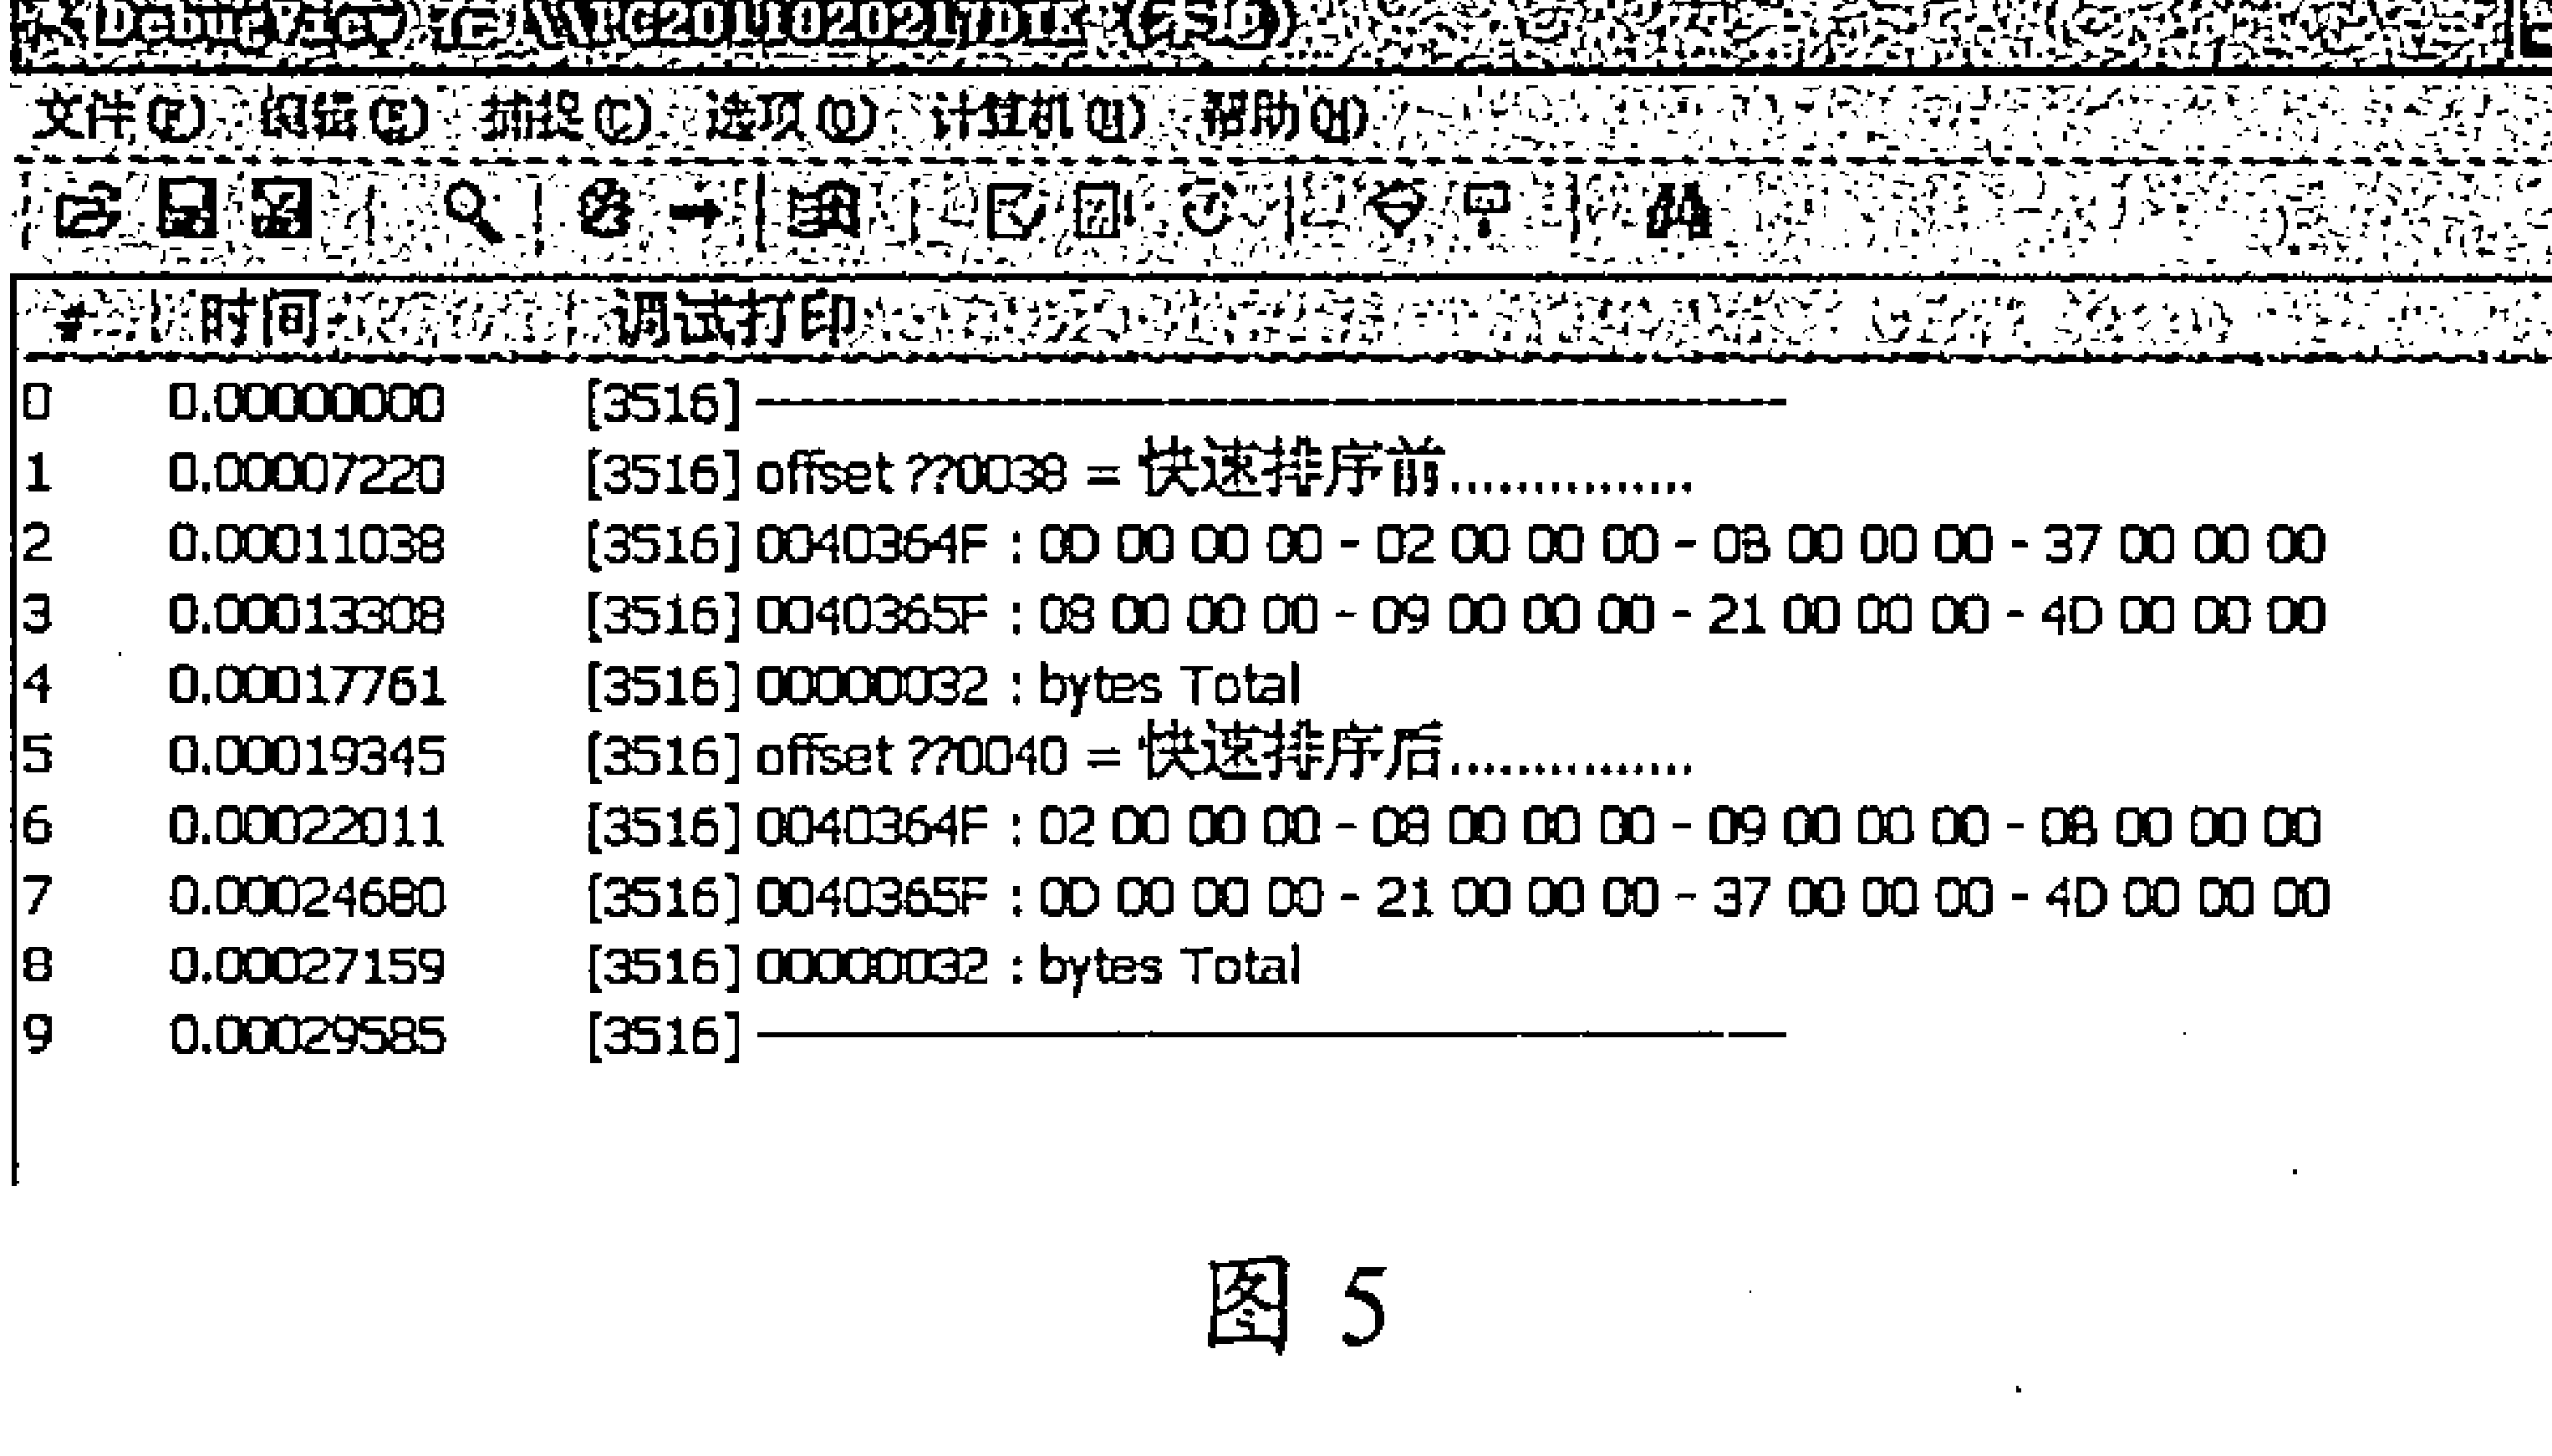 文件(F) 编辑(E) 捕捉(C) 选项(O) 计算机(M) 帮助(H)
# 时间 调试打印
0 0.00000000 [3516] --------------------------------------------------
1 0.00007220 [3516] offset ??0038 = 快速排序前...............
2 0.00011038 [3516] 0040364F : 0D 00 00 00 - 02 00 00 00 - 0B 00 00 00 - 37 00 00 00
3 0.00013308 [3516] 0040365F : 08 00 00 00 - 09 00 00 00 - 21 00 00 00 - 4D 00 00 00
4 0.00017761 [3516] 00000032 : bytes Total
5 0.00019345 [3516] offset ??0040 = 快速排序后...............
6 0.00022011 [3516] 0040364F : 02 00 00 00 - 08 00 00 00 - 09 00 00 00 - 0B 00 00 00
7 0.00024680 [3516] 0040365F : 0D 00 00 00 - 21 00 00 00 - 37 00 00 00 - 4D 00 00 00
8 0.00027159 [3516] 00000032 : bytes Total
9 0.00029585 [3516] --------------------------------------------------
图 5